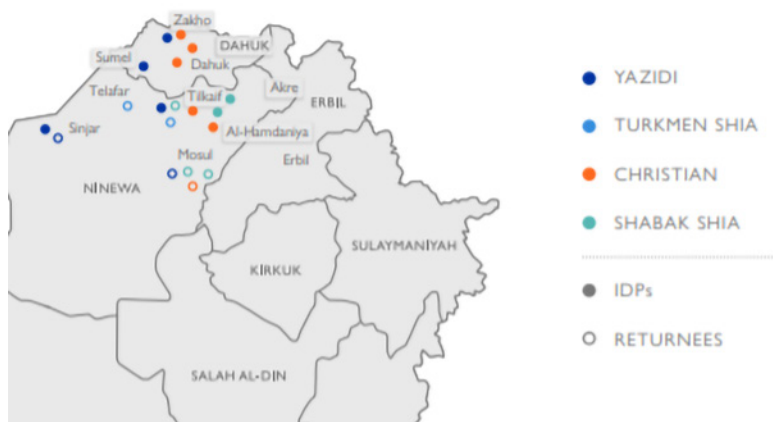 Zakho
DAHUK
Sumel
Dahuk
Telafar
Tilkaif
Akre
ERBIL
Sinjar
Al-Hamdaniya
Mosul
Erbil
NINEWA
SULAYMANIYAH
KIRKUK
SALAH AL-DIN
YAZIDI
TURKMEN SHIA
CHRISTIAN
SHABAK SHIA
IDPs
RETURNEES